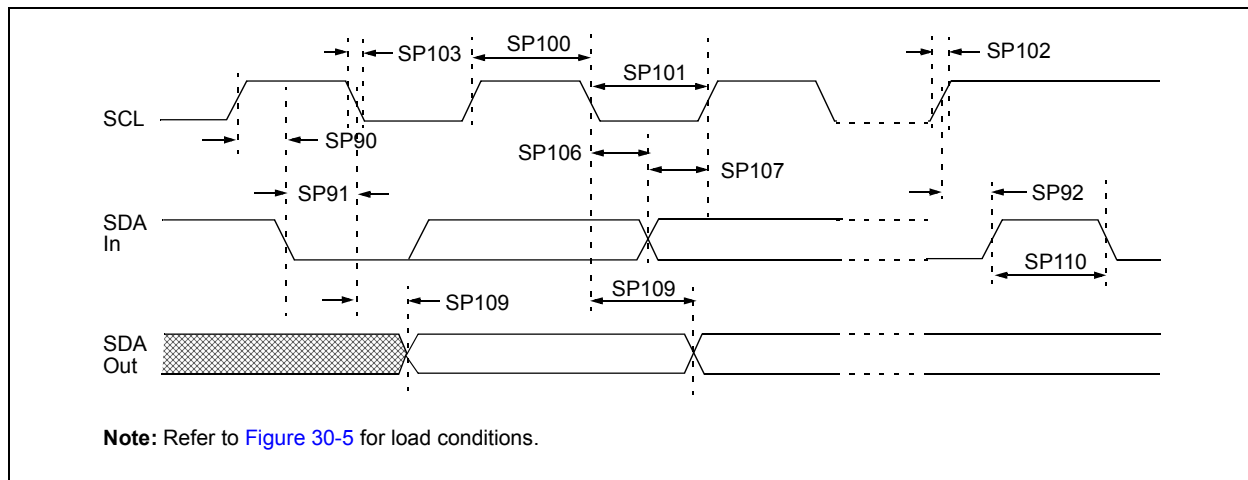 SP103
SP100
SP101
SP102
SCL
SP90
SP106
SP107
SP91
SP92
SDA
In
SP110
SP109
SP109
SDA
Out
Note: Refer to Figure 30-5 for load conditions.